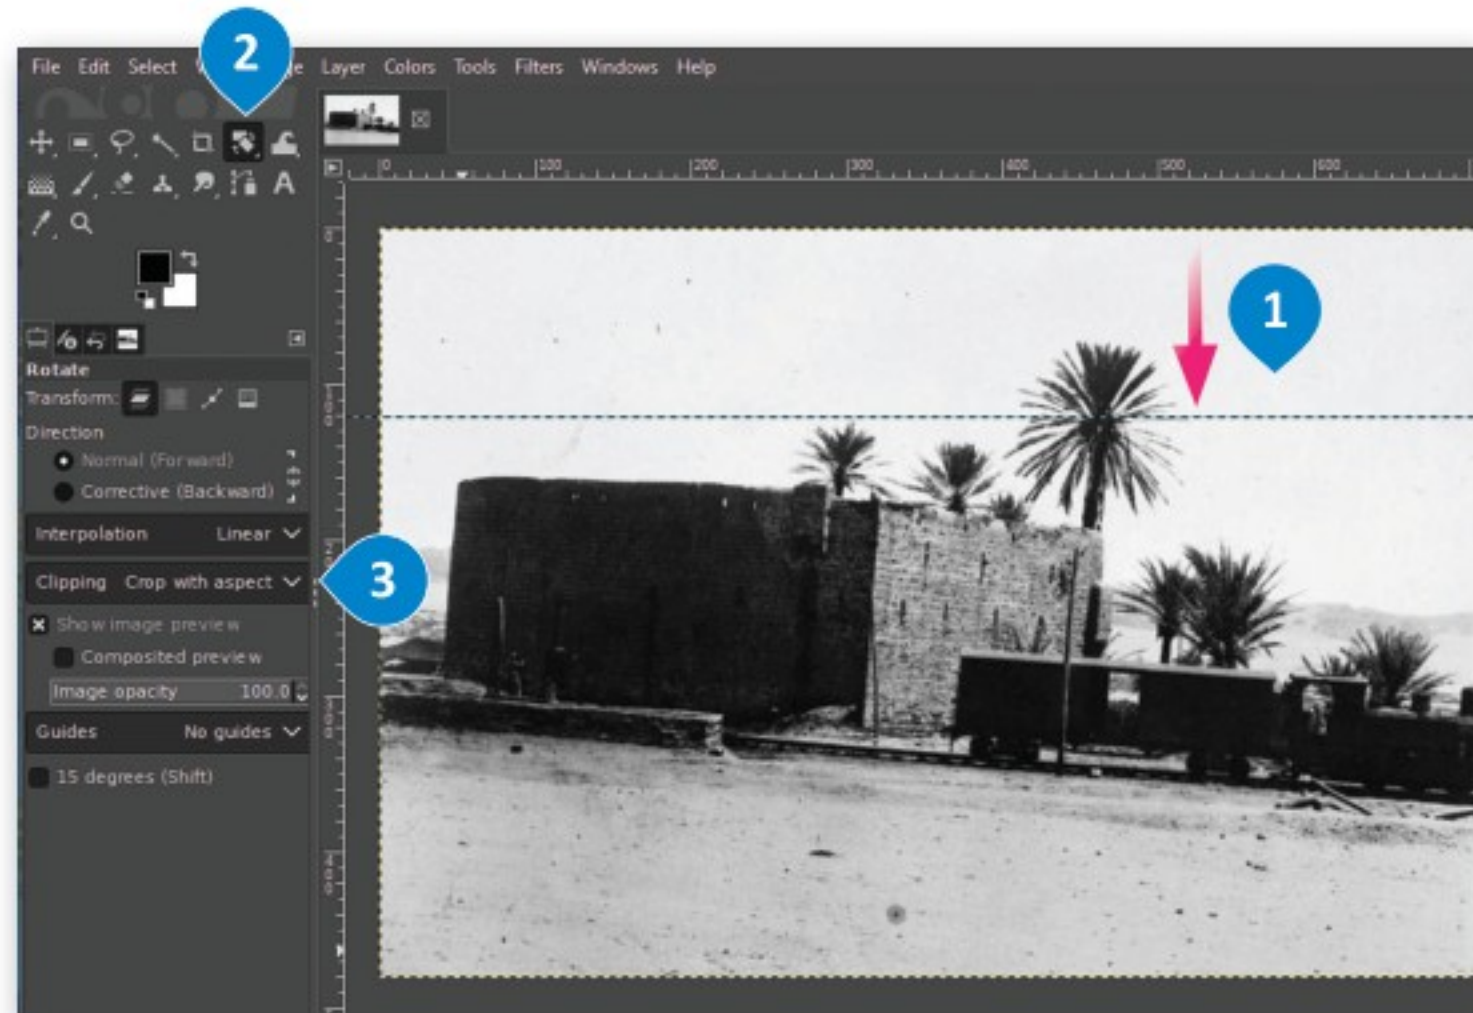 2
File Edit Select Layer Colors Tools Filters Windows Help
0 100 200 300 400 500 600
1
A
Rotate
Transform:
Direction
Normal (Forward)
Corrective (Backward)
Interpolation Linear
3
Clipping Crop with aspect
Show image preview
Composited preview
Image opacity 100.0
Guides No guides
15 degrees (Shift)